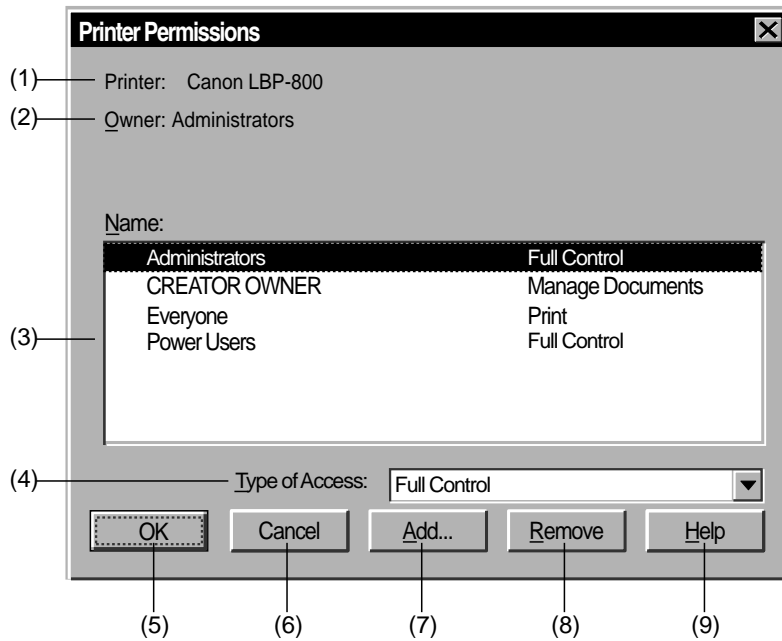 Printer Permissions
(1) Printer: Canon LBP-800
(2) Owner: Administrators
Name:
Administrators Full Control
CREATOR OWNER Manage Documents
Everyone Print
(3) Power Users Full Control
(4) Type of Access: Full Control
OK Cancel Add... Remove Help
(5) (6) (7) (8) (9)